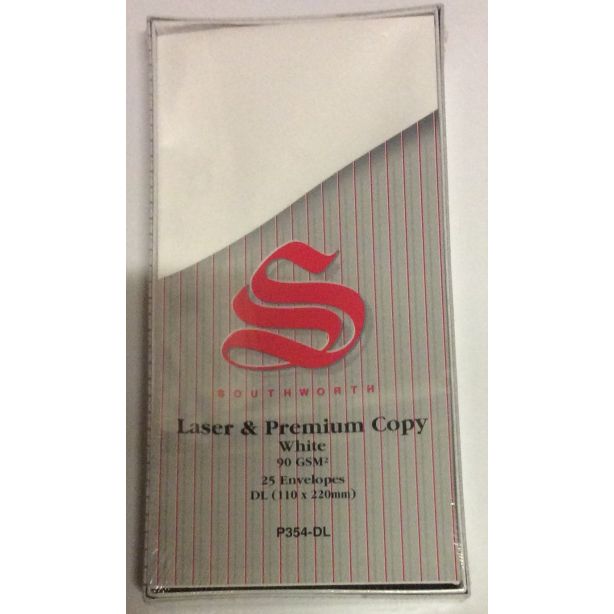 S
SOUTHWORTH
Laser & Premium Copy
White
90 GSM²
25 Envelopes
DL (110 x 220mm)
P354-DL